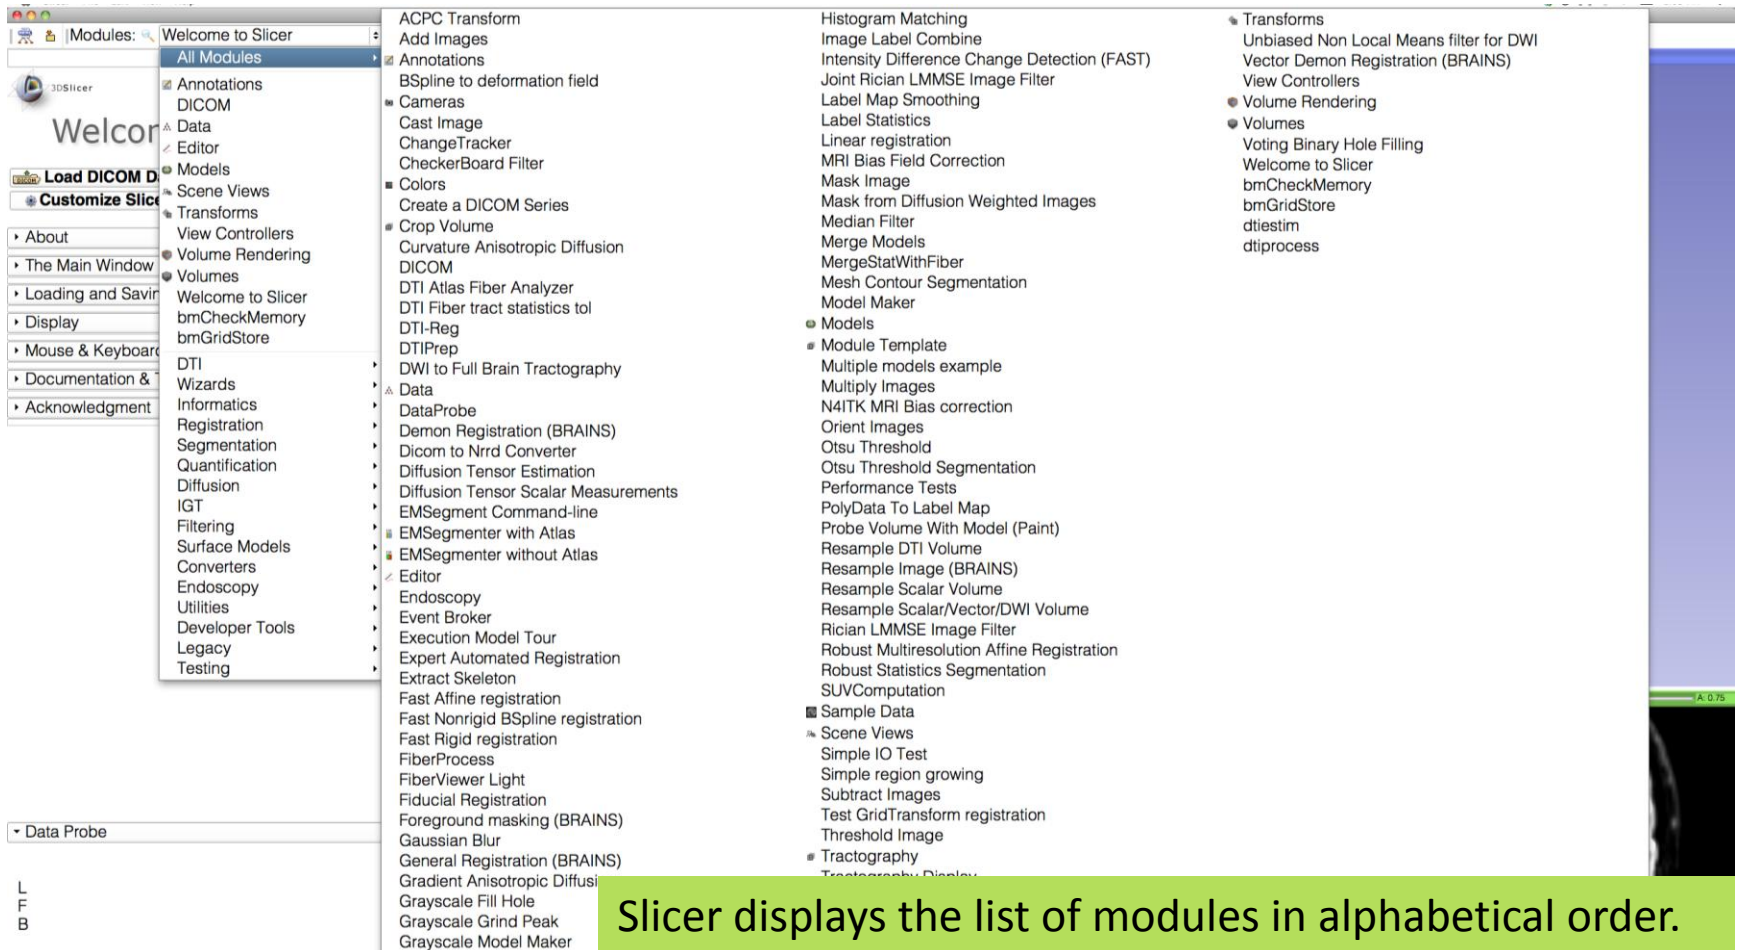 Modules:
Welcome to Slicer
3DSlicer
Welcor
Load DICOM D
Customize Slice
About
The Main Window
Loading and Savin
Display
Mouse & Keyboard
Documentation &
Acknowledgment
Data Probe
L
F
B
All Modules
Annotations
DICOM
Data
Editor
Models
Scene Views
Transforms
View Controllers
Volume Rendering
Volumes
Welcome to Slicer
bmCheckMemory
bmGridStore
DTI
Wizards
Informatics
Registration
Segmentation
Quantification
Diffusion
IGT
Filtering
Surface Models
Converters
Endoscopy
Utilities
Developer Tools
Legacy
Testing
ACPC Transform
Add Images
Annotations
BSpline to deformation field
Cameras
Cast Image
ChangeTracker
CheckerBoard Filter
Colors
Create a DICOM Series
Crop Volume
Curvature Anisotropic Diffusion
DICOM
DTI Atlas Fiber Analyzer
DTI Fiber tract statistics tol
DTI-Reg
DTIPrep
DWI to Full Brain Tractography
Data
DataProbe
Demon Registration (BRAINS)
Dicom to Nrrd Converter
Diffusion Tensor Estimation
Diffusion Tensor Scalar Measurements
EMSegment Command-line
EMSegmenter with Atlas
EMSegmenter without Atlas
Editor
Endoscopy
Event Broker
Execution Model Tour
Expert Automated Registration
Extract Skeleton
Fast Affine registration
Fast Nonrigid BSpline registration
Fast Rigid registration
FiberProcess
FiberViewer Light
Fiducial Registration
Foreground masking (BRAINS)
Gaussian Blur
General Registration (BRAINS)
Gradient Anisotropic Diffusi
Grayscale Fill Hole
Grayscale Grind Peak
Grayscale Model Maker
Histogram Matching
Image Label Combine
Intensity Difference Change Detection (FAST)
Joint Rician LMMSE Image Filter
Label Map Smoothing
Label Statistics
Linear registration
MRI Bias Field Correction
Mask Image
Mask from Diffusion Weighted Images
Median Filter
Merge Models
MergeStatWithFiber
Mesh Contour Segmentation
Model Maker
Models
Module Template
Multiple models example
Multiply Images
N4ITK MRI Bias correction
Orient Images
Otsu Threshold
Otsu Threshold Segmentation
Performance Tests
PolyData To Label Map
Probe Volume With Model (Paint)
Resample DTI Volume
Resample Image (BRAINS)
Resample Scalar Volume
Resample Scalar/Vector/DWI Volume
Rician LMMSE Image Filter
Robust Multiresolution Affine Registration
Robust Statistics Segmentation
SUVComputation
Sample Data
Scene Views
Simple IO Test
Simple region growing
Subtract Images
Test GridTransform registration
Threshold Image
Tractography
Tractography Display
Transforms
Unbiased Non Local Means filter for DWI
Vector Demon Registration (BRAINS)
View Controllers
Volume Rendering
Volumes
Voting Binary Hole Filling
Welcome to Slicer
bmCheckMemory
bmGridStore
dtiestim
dtiprocess
A: 0.75
Slicer displays the list of modules in alphabetical order.